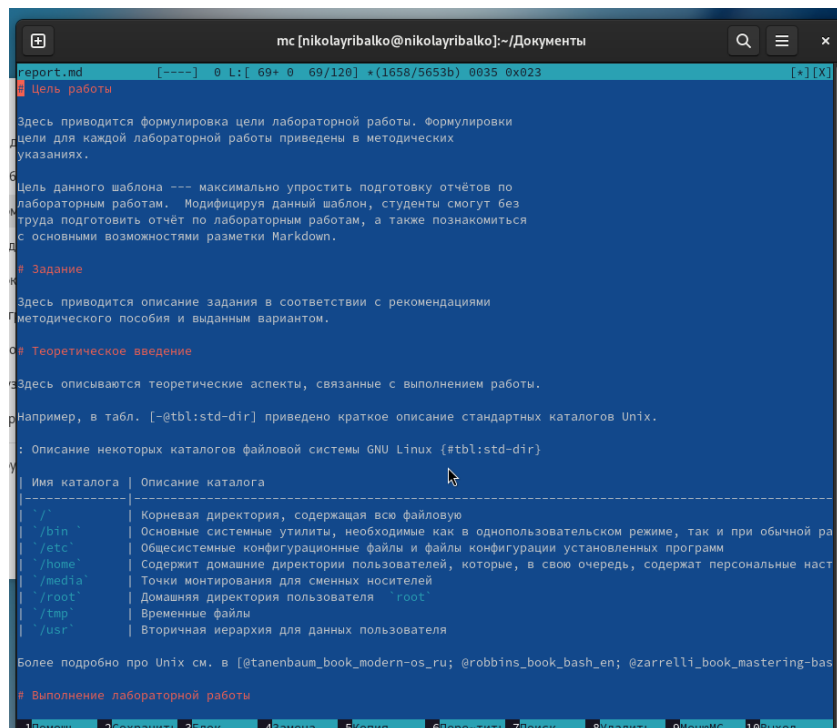 mc [nikolayribalko@nikolayribalko]:~/Документы
report.md [----] 0 L:[ 69+ 0 69/120] *(1658/5653b) 0035 0x023 [*][X]
# Цель работы
Здесь приводится формулировка цели лабораторной работы. Формулировки
цели для каждой лабораторной работы приведены в методических
указаниях.
Цель данного шаблона --- максимально упростить подготовку отчётов по
лабораторным работам. Модифицируя данный шаблон, студенты смогут без
труда подготовить отчёт по лабораторным работам, а также познакомиться
с основными возможностями разметки Markdown.
# Задание
Здесь приводится описание задания в соответствии с рекомендациями
методического пособия и выданным вариантом.
# Теоретическое введение
Здесь описываются теоретические аспекты, связанные с выполнением работы.
Например, в табл. [-@tbl:std-dir] приведено краткое описание стандартных каталогов Unix.
: Описание некоторых каталогов файловой системы GNU Linux {#tbl:std-dir}
| Имя каталога | Описание каталога
|--------------|----------------------------------------------------------------------------------------------
| `/` | Корневая директория, содержащая всю файловую
| `/bin ` | Основные системные утилиты, необходимые как в однопользовательском режиме, так и при обычной ра
| `/etc` | Общесистемные конфигурационные файлы и файлы конфигурации установленных программ
| `/home` | Содержит домашние директории пользователей, которые, в свою очередь, содержат персональные наст
| `/media` | Точки монтирования для сменных носителей
| `/root` | Домашняя директория пользователя `root`
| `/tmp` | Временные файлы
| `/usr` | Вторичная иерархия для данных пользователя
Более подробно про Unix см. в [@tanenbaum_book_modern-os_ru; @robbins_book_bash_en; @zarrelli_book_mastering-bas
# Выполнение лабораторной работы